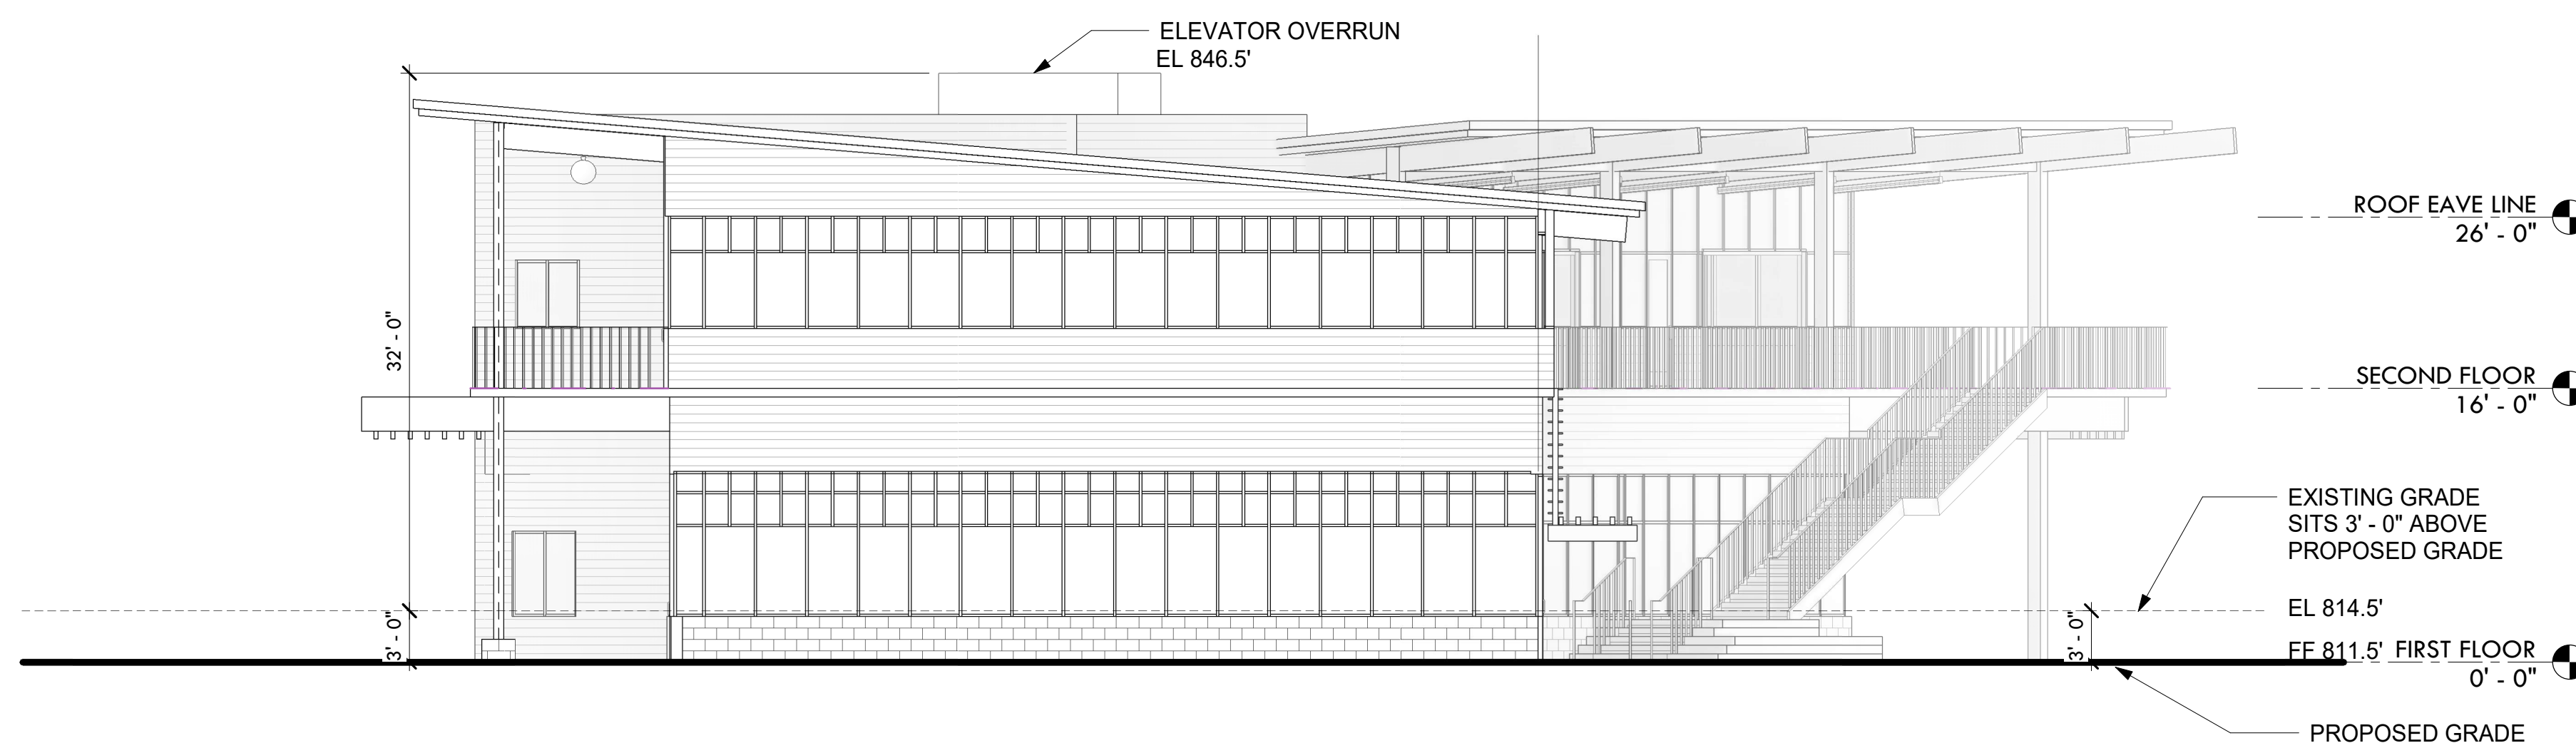 ELEVATOR OVERRUN
EL 846.5'
ROOF EAVE LINE
26' - 0"
32' - 0"
SECOND FLOOR
16' - 0"
EXISTING GRADE
SITS 3' - 0" ABOVE
PROPOSED GRADE
EL 814.5'
3' - 0"
3' - 0"
FF 811.5' FIRST FLOOR
0' - 0"
PROPOSED GRADE